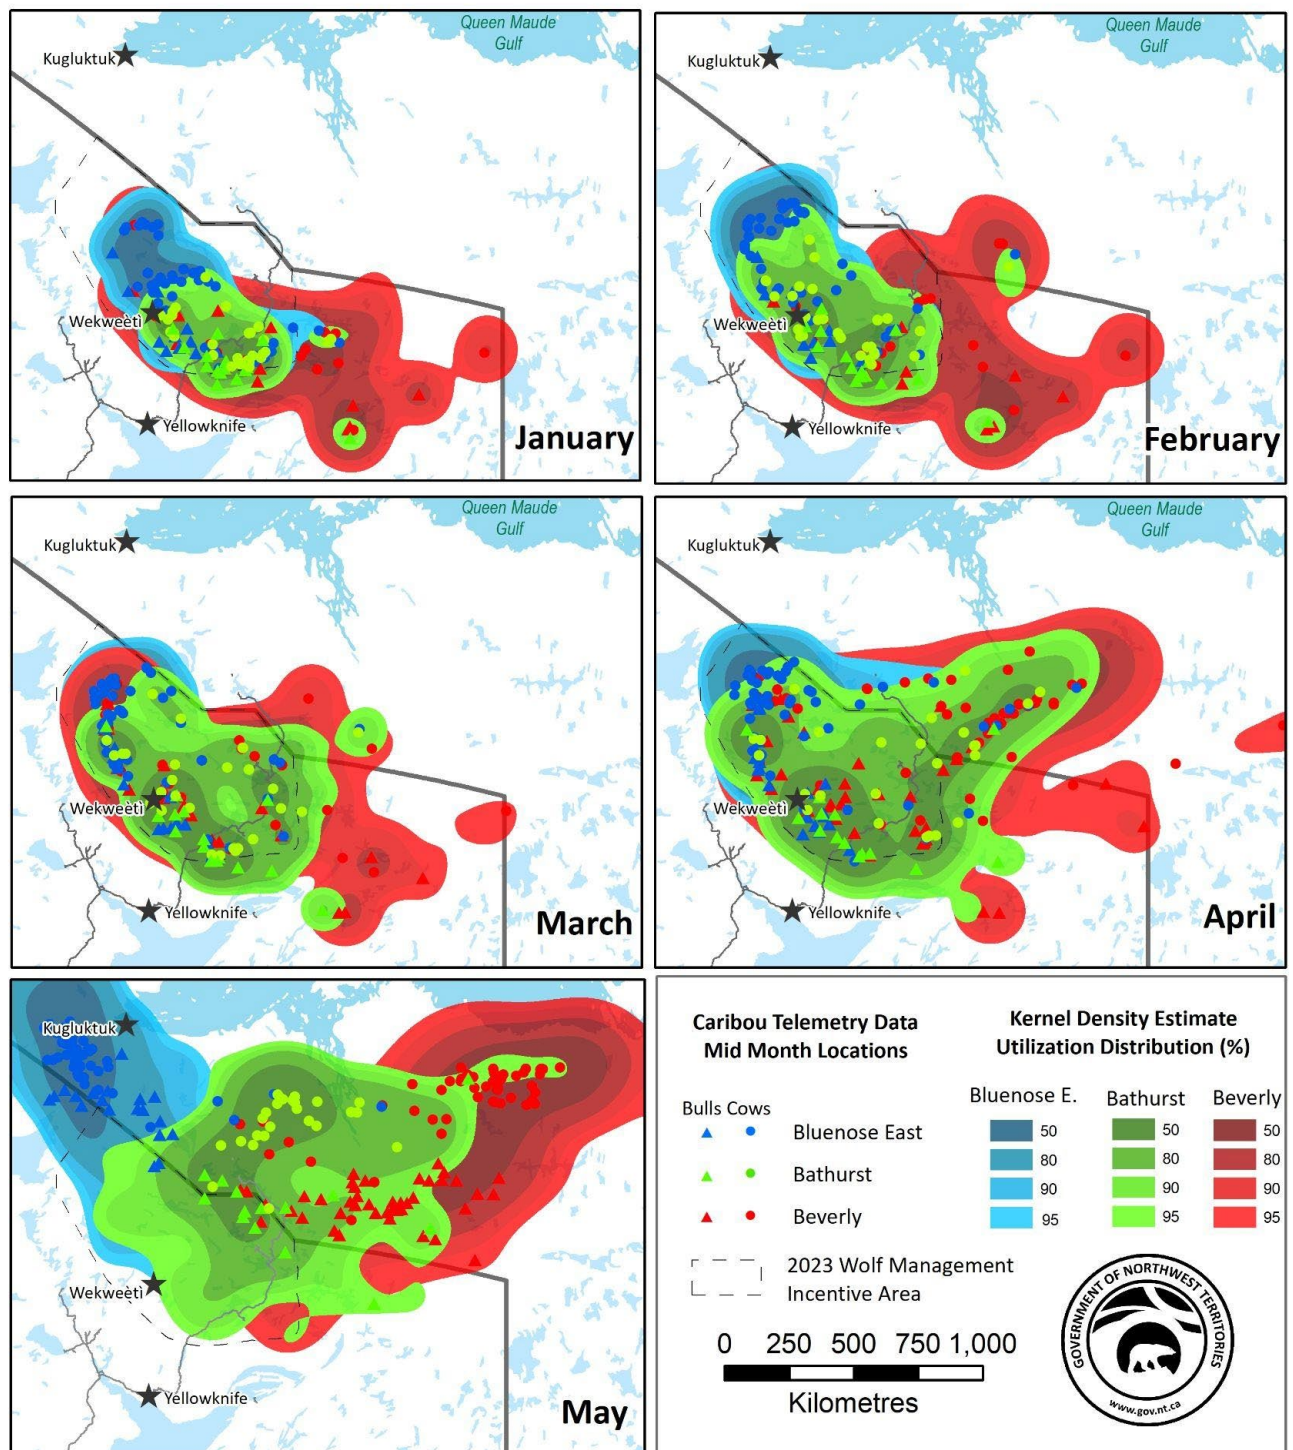 Queen Maude
Gulf
Kugluktuk
Wekweètì
Yellowknife
January
Queen Maude
Gulf
Kugluktuk
Wekweètì
Yellowknife
February
Queen Maude
Gulf
Kugluktuk
Wekweètì
Yellowknife
March
Queen Maude
Gulf
Kugluktuk
Wekweètì
Yellowknife
April
Kugluktuk
Wekweètì
Yellowknife
May
Caribou Telemetry Data
Mid Month Locations
Bulls Cows
Bluenose East
Bathurst
Beverly
2023 Wolf Management
Incentive Area
0 250 500 750 1,000
Kilometres
Kernel Density Estimate
Utilization Distribution (%)
Bluenose E. Bathurst Beverly
50 50 50
80 80 80
90 90 90
95 95 95
GOVERNMENT OF NORTHWEST TERRITORIES
www.gov.nt.ca